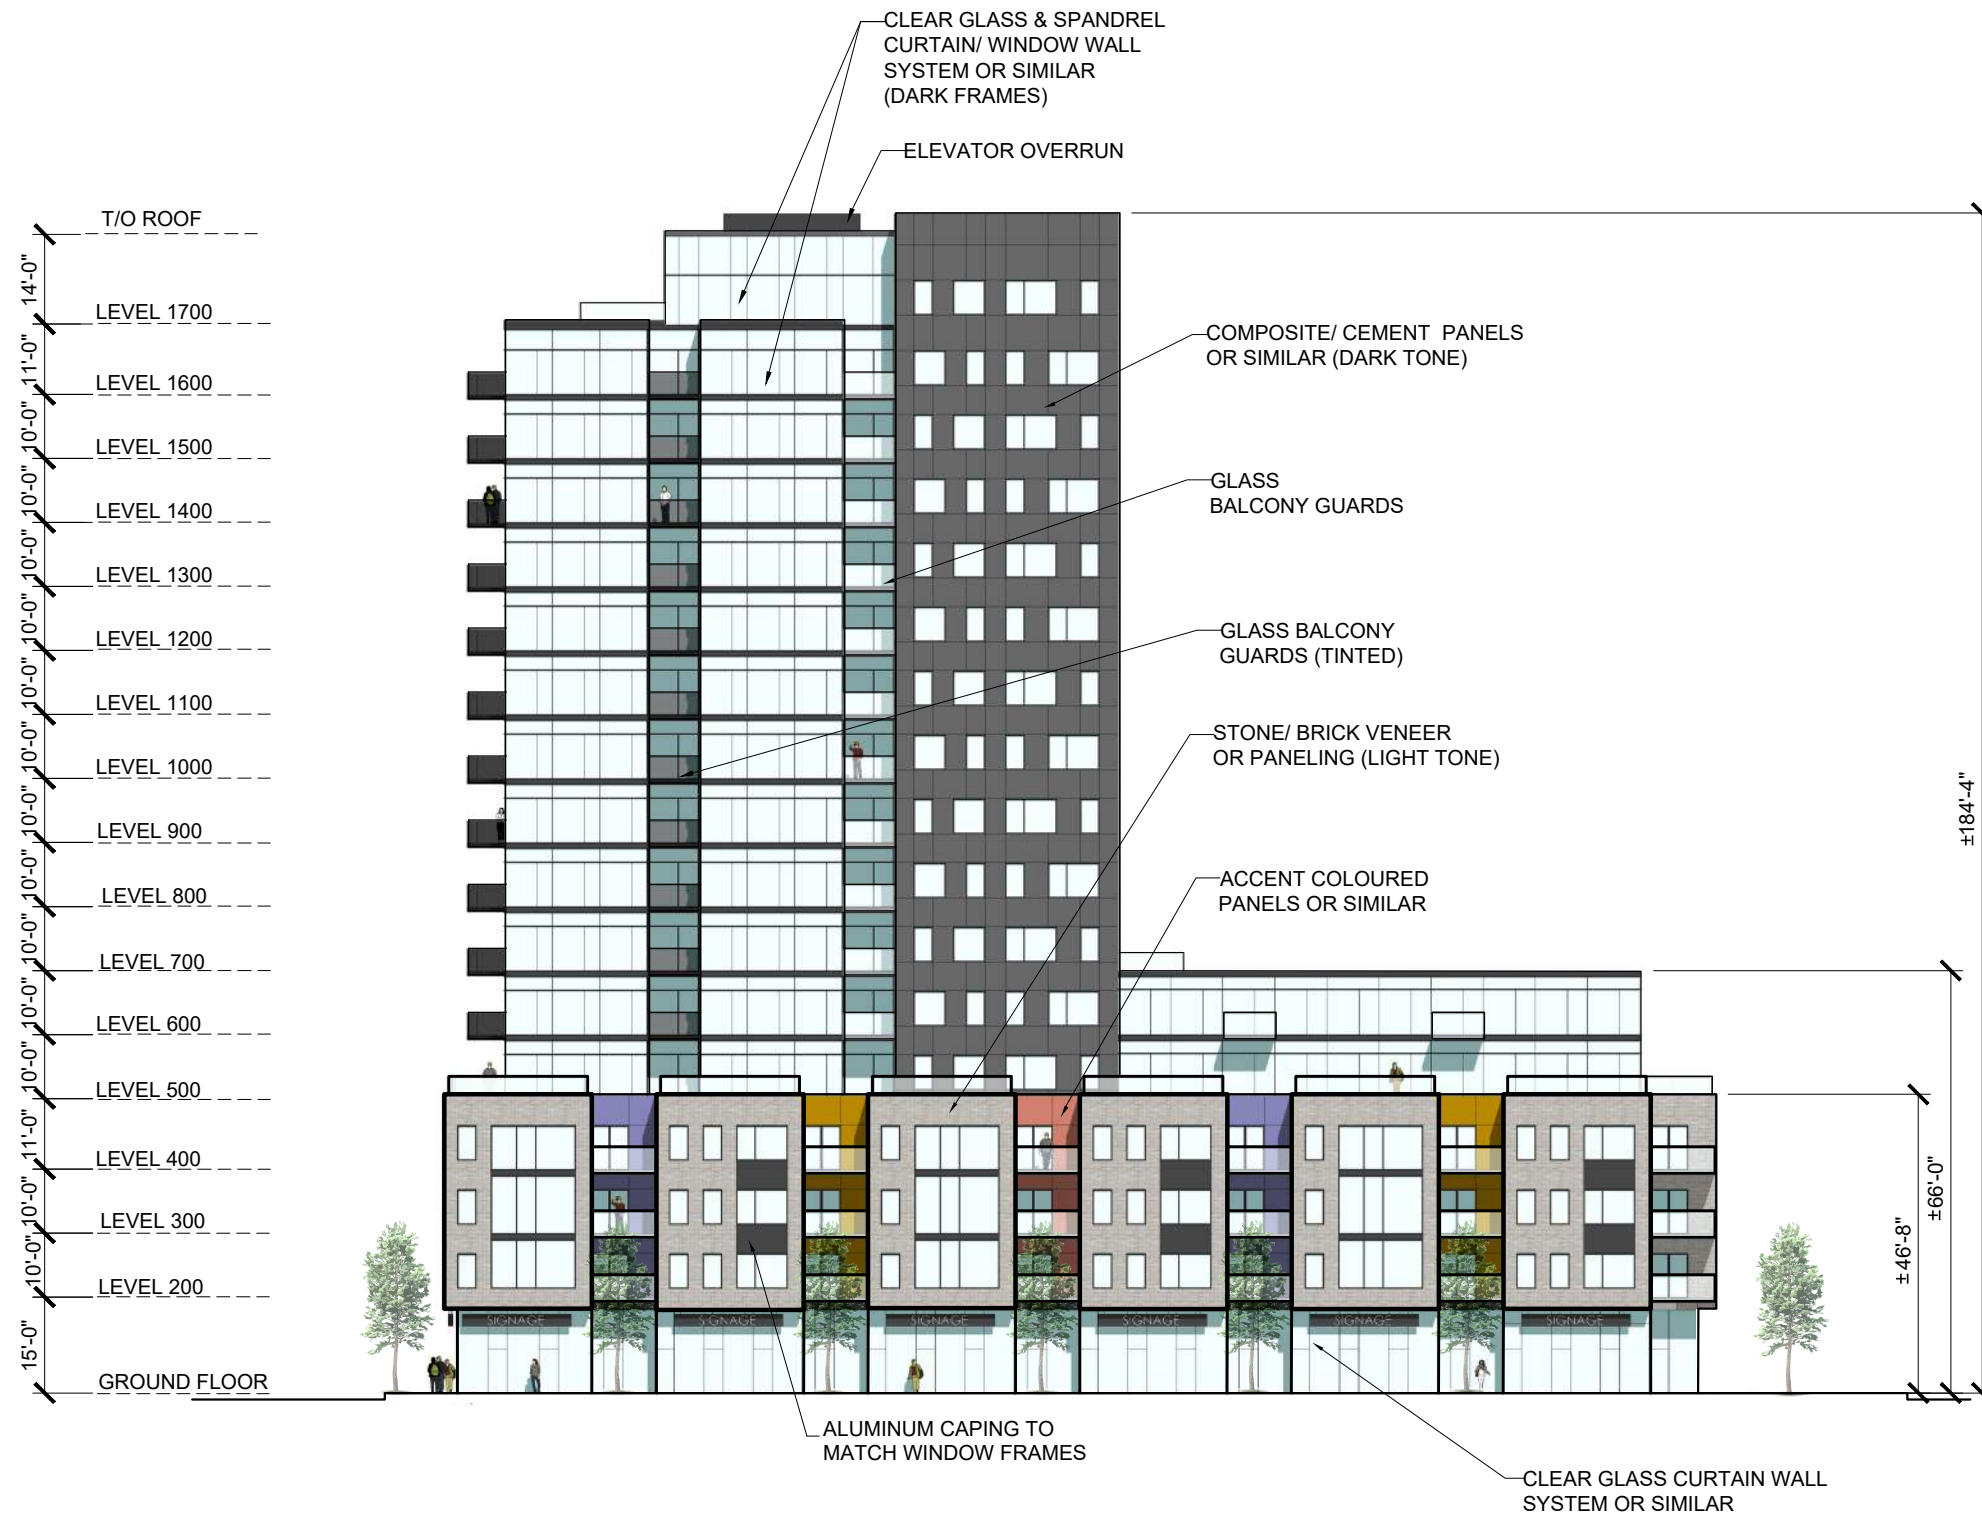 CLEAR GLASS & SPANDREL
CURTAIN/ WINDOW WALL
SYSTEM OR SIMILAR
(DARK FRAMES)
ELEVATOR OVERRUN
T/O ROOF
14'-0"
LEVEL 1700
11'-0"
LEVEL 1600
10'-0"
LEVEL 1500
10'-0"
LEVEL 1400
10'-0"
LEVEL 1300
10'-0"
LEVEL 1200
10'-0"
LEVEL 1100
10'-0"
LEVEL 1000
10'-0"
LEVEL 900
10'-0"
LEVEL 800
10'-0"
LEVEL 700
10'-0"
LEVEL 600
10'-0"
LEVEL 500
11'-0"
LEVEL 400
10'-0"
LEVEL 300
10'-0"
LEVEL 200
15'-0"
GROUND FLOOR
COMPOSITE/ CEMENT PANELS
OR SIMILAR (DARK TONE)
GLASS
BALCONY GUARDS
GLASS BALCONY
GUARDS (TINTED)
STONE/ BRICK VENEER
OR PANELING (LIGHT TONE)
ACCENT COLOURED
PANELS OR SIMILAR
±184'-4"
±66'-0"
±46'-8"
SIGNAGE
SIGNAGE
SIGNAGE
SIGNAGE
SIGNAGE
SIGNAGE
ALUMINUM CAPING TO
MATCH WINDOW FRAMES
CLEAR GLASS CURTAIN WALL
SYSTEM OR SIMILAR